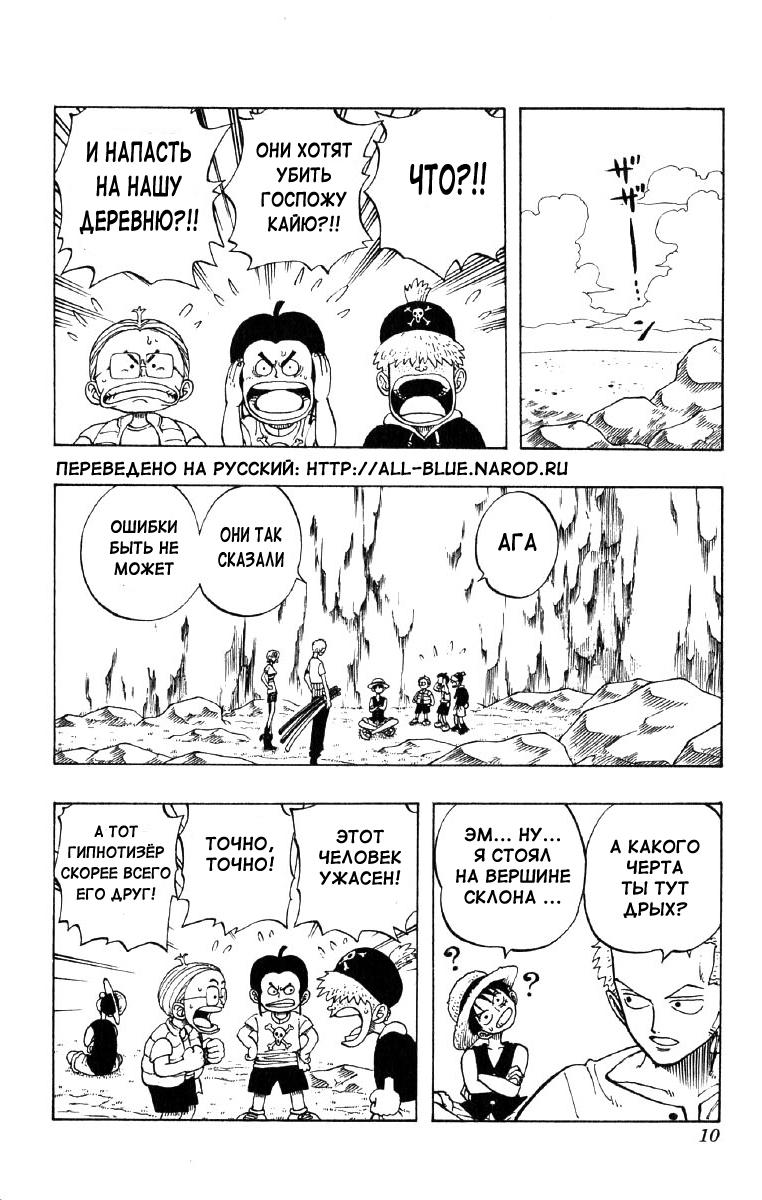 ザザ
ЧТО?!!
ОНИ ХОТЯТ
УБИТЬ
ГОСПОЖУ
КАЙЮ?!!
И НАПАСТЬ
НА НАШУ
ДЕРЕВНЮ?!!
ПЕРЕВЕДЕНО НА РУССКИЙ: HTTP://ALL-BLUE.NAROD.RU
АГА
ОНИ ТАК
СКАЗАЛИ
ОШИБКИ
БЫТЬ НЕ
МОЖЕТ
А КАКОГО
ЧЕРТА
ТЫ ТУТ
ДРЫХ?
ЭМ... НУ...
Я СТОЯЛ
НА ВЕРШИНЕ
СКЛОНА ...
?
?
ЭТОТ
ЧЕЛОВЕК
УЖАСЕН!
ТОЧНО,
ТОЧНО!
А ТОТ
ГИПНОТИЗЁР
СКОРЕЕ ВСЕГО
ЕГО ДРУГ!
10